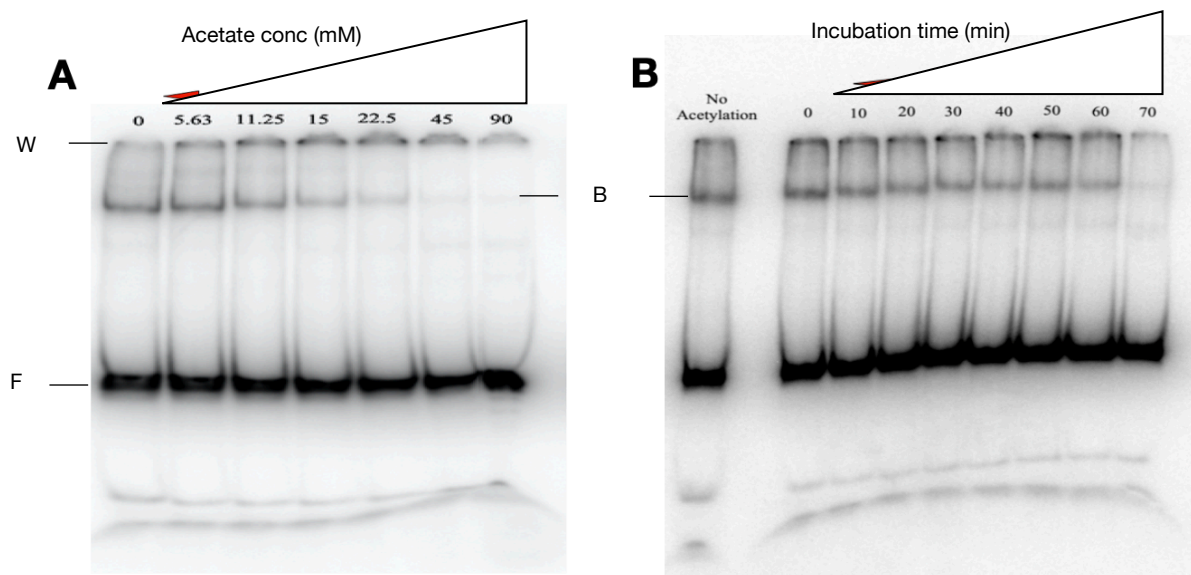 Acetate conc (mM)
A
0 5.63 11.25 15 22.5 45 90
W
F
Incubation time (min)
B
No
Acetylation
0 10 20 30 40 50 60 70
B